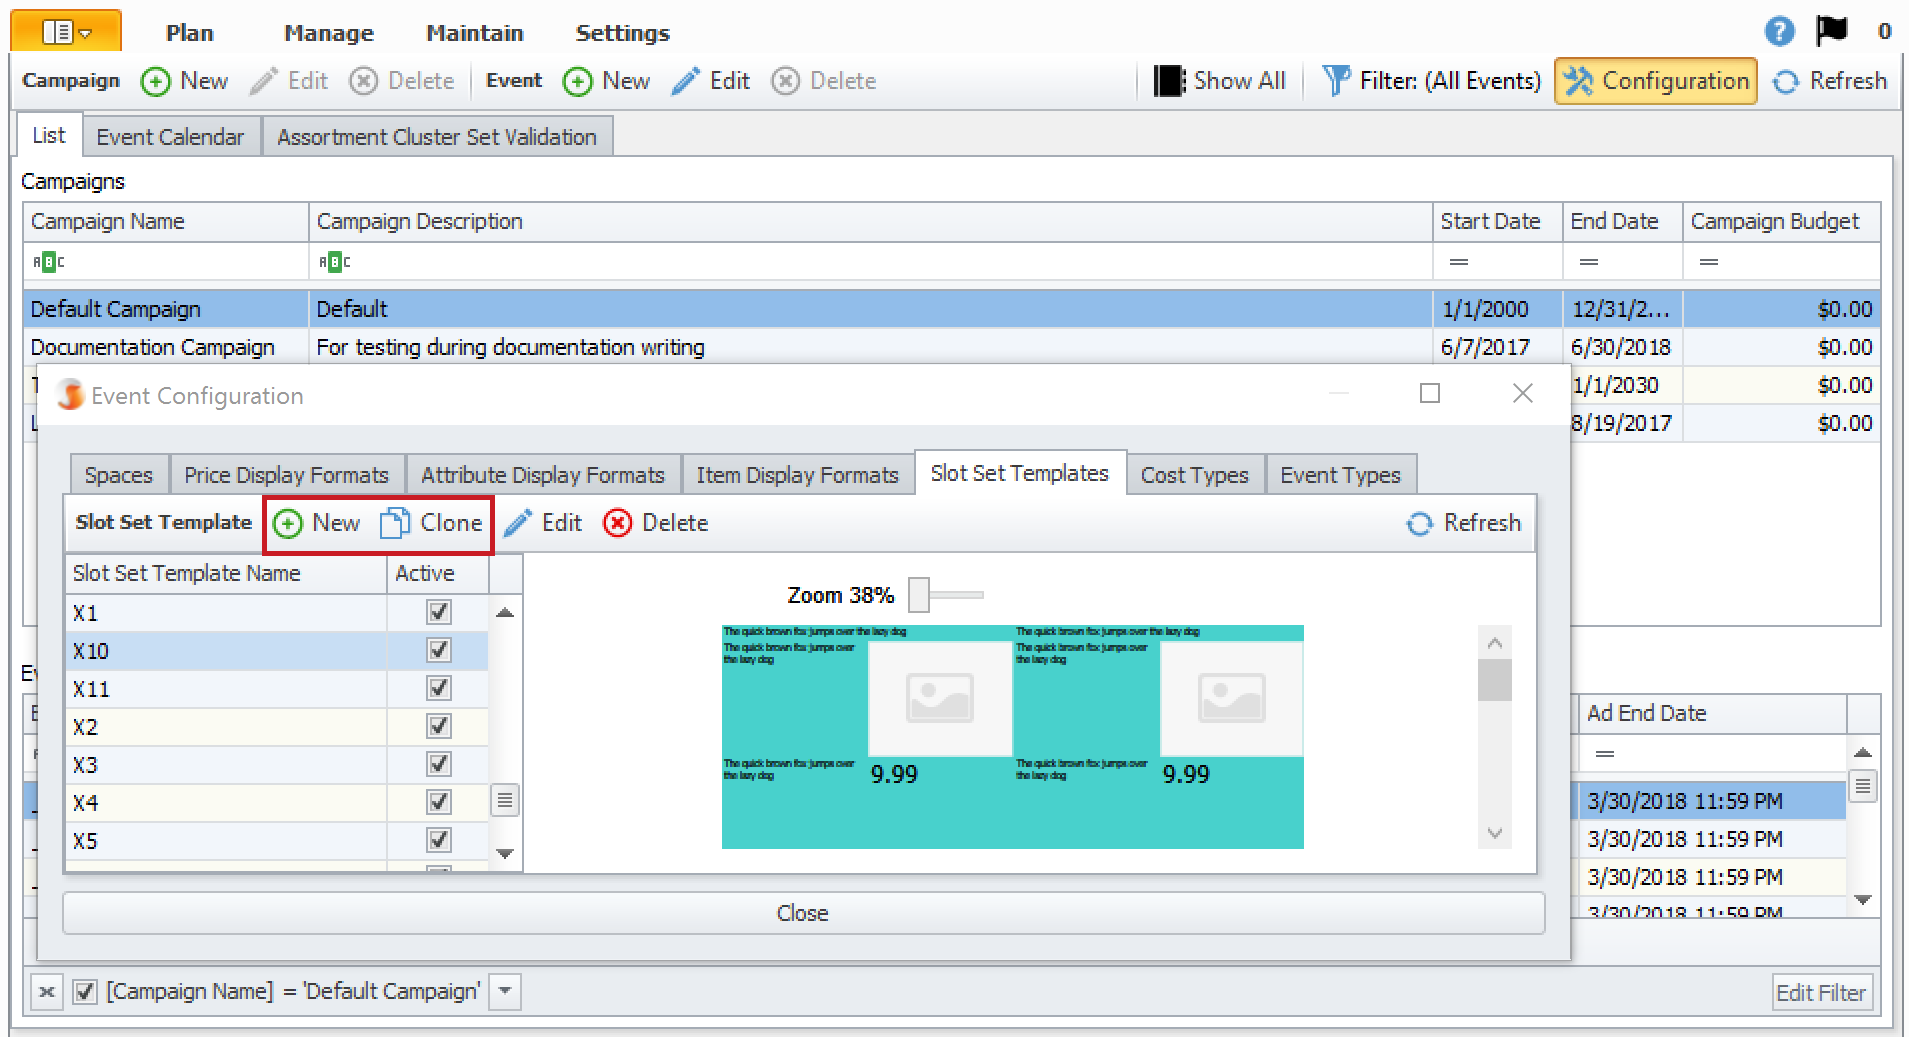 Plan Manage Maintain Settings 0
Campaign New Edit Delete Event New Edit Delete Show All Filter: (All Events) Configuration Refresh
List Event Calendar Assortment Cluster Set Validation
Campaigns
Campaign Name Campaign Description Start Date End Date Campaign Budget
ABC ABC = = =
Default Campaign Default 1/1/2000 12/31/2... $0.00
Documentation Campaign For testing during documentation writing 6/7/2017 6/30/2018 $0.00
1/1/2030 $0.00
8/19/2017 $0.00
Event Configuration
Spaces Price Display Formats Attribute Display Formats Item Display Formats Slot Set Templates Cost Types Event Types
Slot Set Template New Clone Edit Delete Refresh
Slot Set Template Name Active
Zoom 38%
X1
X10
X11
X2
X3
X4
X5
The quick brown fox jumps over the lazy dog The quick brown fox jumps over the lazy dog
The quick brown fox jumps over The quick brown fox jumps over
the lazy dog the lazy dog
The quick brown fox jumps over 9.99 The quick brown fox jumps over 9.99
the lazy dog the lazy dog
Close
Ad End Date
=
3/30/2018 11:59 PM
3/30/2018 11:59 PM
3/30/2018 11:59 PM
3/30/2018 11:59 PM
[Campaign Name] = 'Default Campaign' Edit Filter